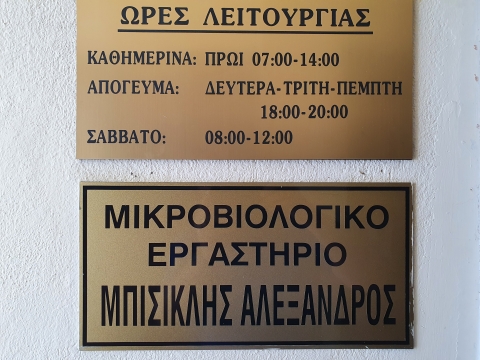 ΩΡΕΣ ΛΕΙΤΟΥΡΓΙΑΣ
ΚΑΘΗΜΕΡΙΝΑ: ΠΡΩΙ 07:00-14:00
ΑΠΟΓΕΥΜΑ: ΔΕΥΤΕΡΑ-ΤΡΙΤΗ-ΠΕΜΠΤΗ
18:00-20:00
ΣΑΒΒΑΤΟ: 08:00-12:00
ΜΙΚΡΟΒΙΟΛΟΓΙΚΟ
ΕΡΓΑΣΤΗΡΙΟ
ΜΠΙΣΙΚΛΗΣ ΑΛΕΞΑΝΔΡΟΣ